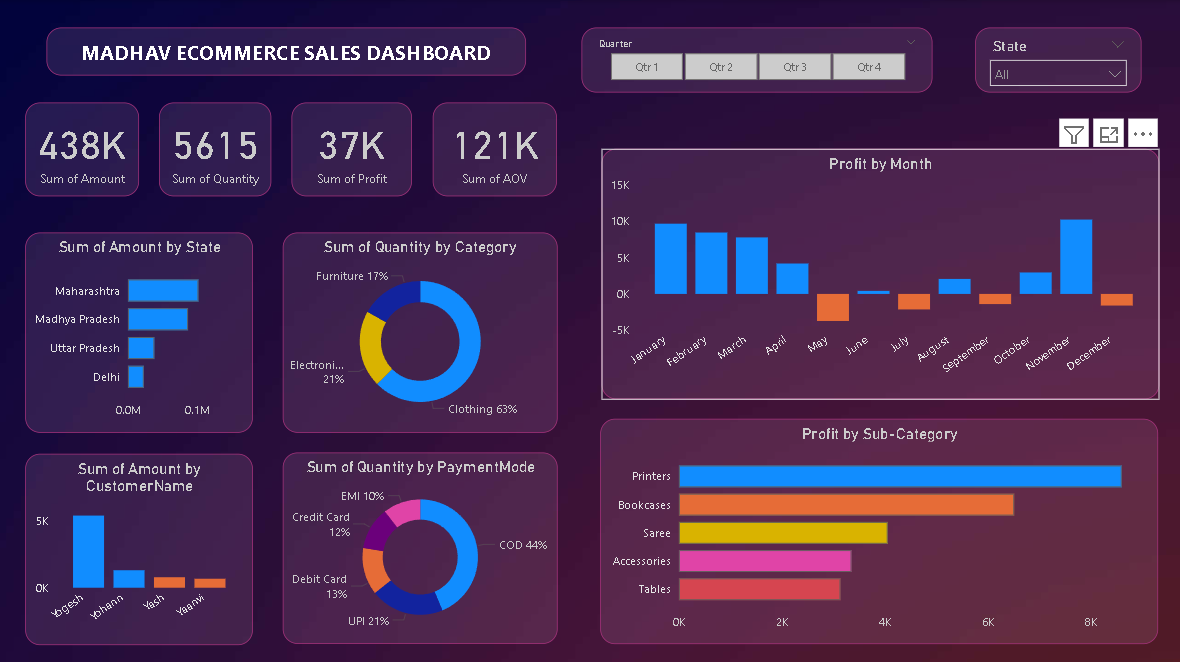 MADHAV ECOMMERCE SALES DASHBOARD
Quarter
Qtr 1 Qtr 2 Qtr 3 Qtr 4
State
All
438K
Sum of Amount
5615
Sum of Quantity
37K
Sum of Profit
121K
Sum of AOV
Profit by Month
15K
10K
5K
0K
-5K
January February March April May June July August September October November December
Sum of Amount by State
Maharashtra
Madhya Pradesh
Uttar Pradesh
Delhi
0.0M 0.1M
Sum of Quantity by Category
Furniture 17%
Electroni...
21%
Clothing 63%
Sum of Amount by
CustomerName
5K
0K
Yogesh Yohann Yash Yaanvi
Sum of Quantity by PaymentMode
EMI 10%
Credit Card
12%
COD 44%
Debit Card
13%
UPI 21%
Profit by Sub-Category
Printers
Bookcases
Saree
Accessories
Tables
0K 2K 4K 6K 8K